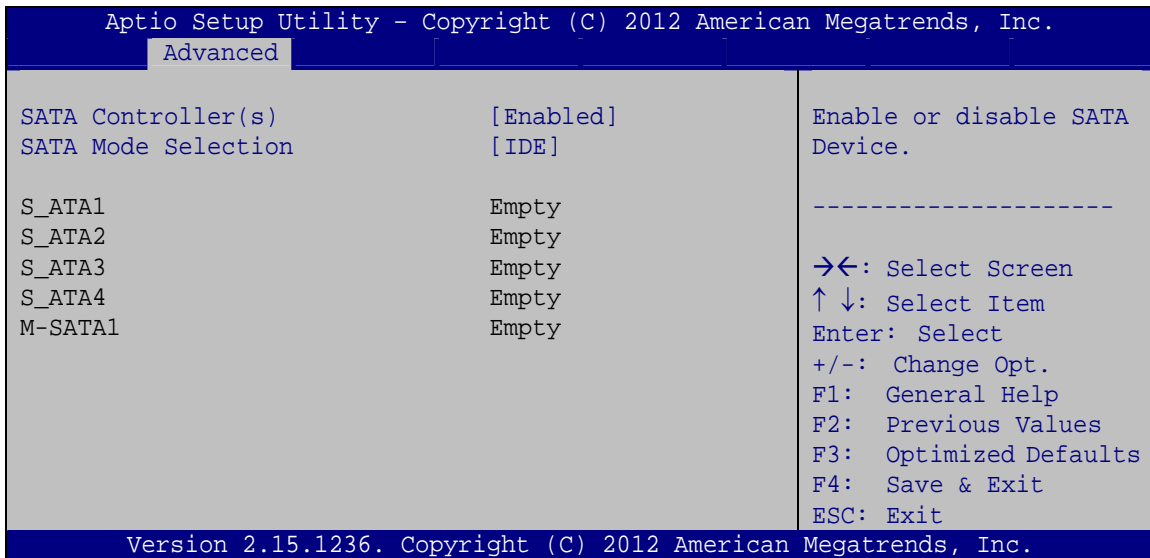 Aptio Setup Utility – Copyright (C) 2012 American Megatrends, Inc.
Advanced
SATA Controller(s) [Enabled]
SATA Mode Selection [IDE]
S_ATA1 Empty
S_ATA2 Empty
S_ATA3 Empty
S_ATA4 Empty
M-SATA1 Empty
Enable or disable SATA
Device.
---------------------
→←: Select Screen
↑ ↓: Select Item
Enter: Select
+/-: Change Opt.
F1: General Help
F2: Previous Values
F3: Optimized Defaults
F4: Save & Exit
ESC: Exit
Version 2.15.1236. Copyright (C) 2012 American Megatrends, Inc.